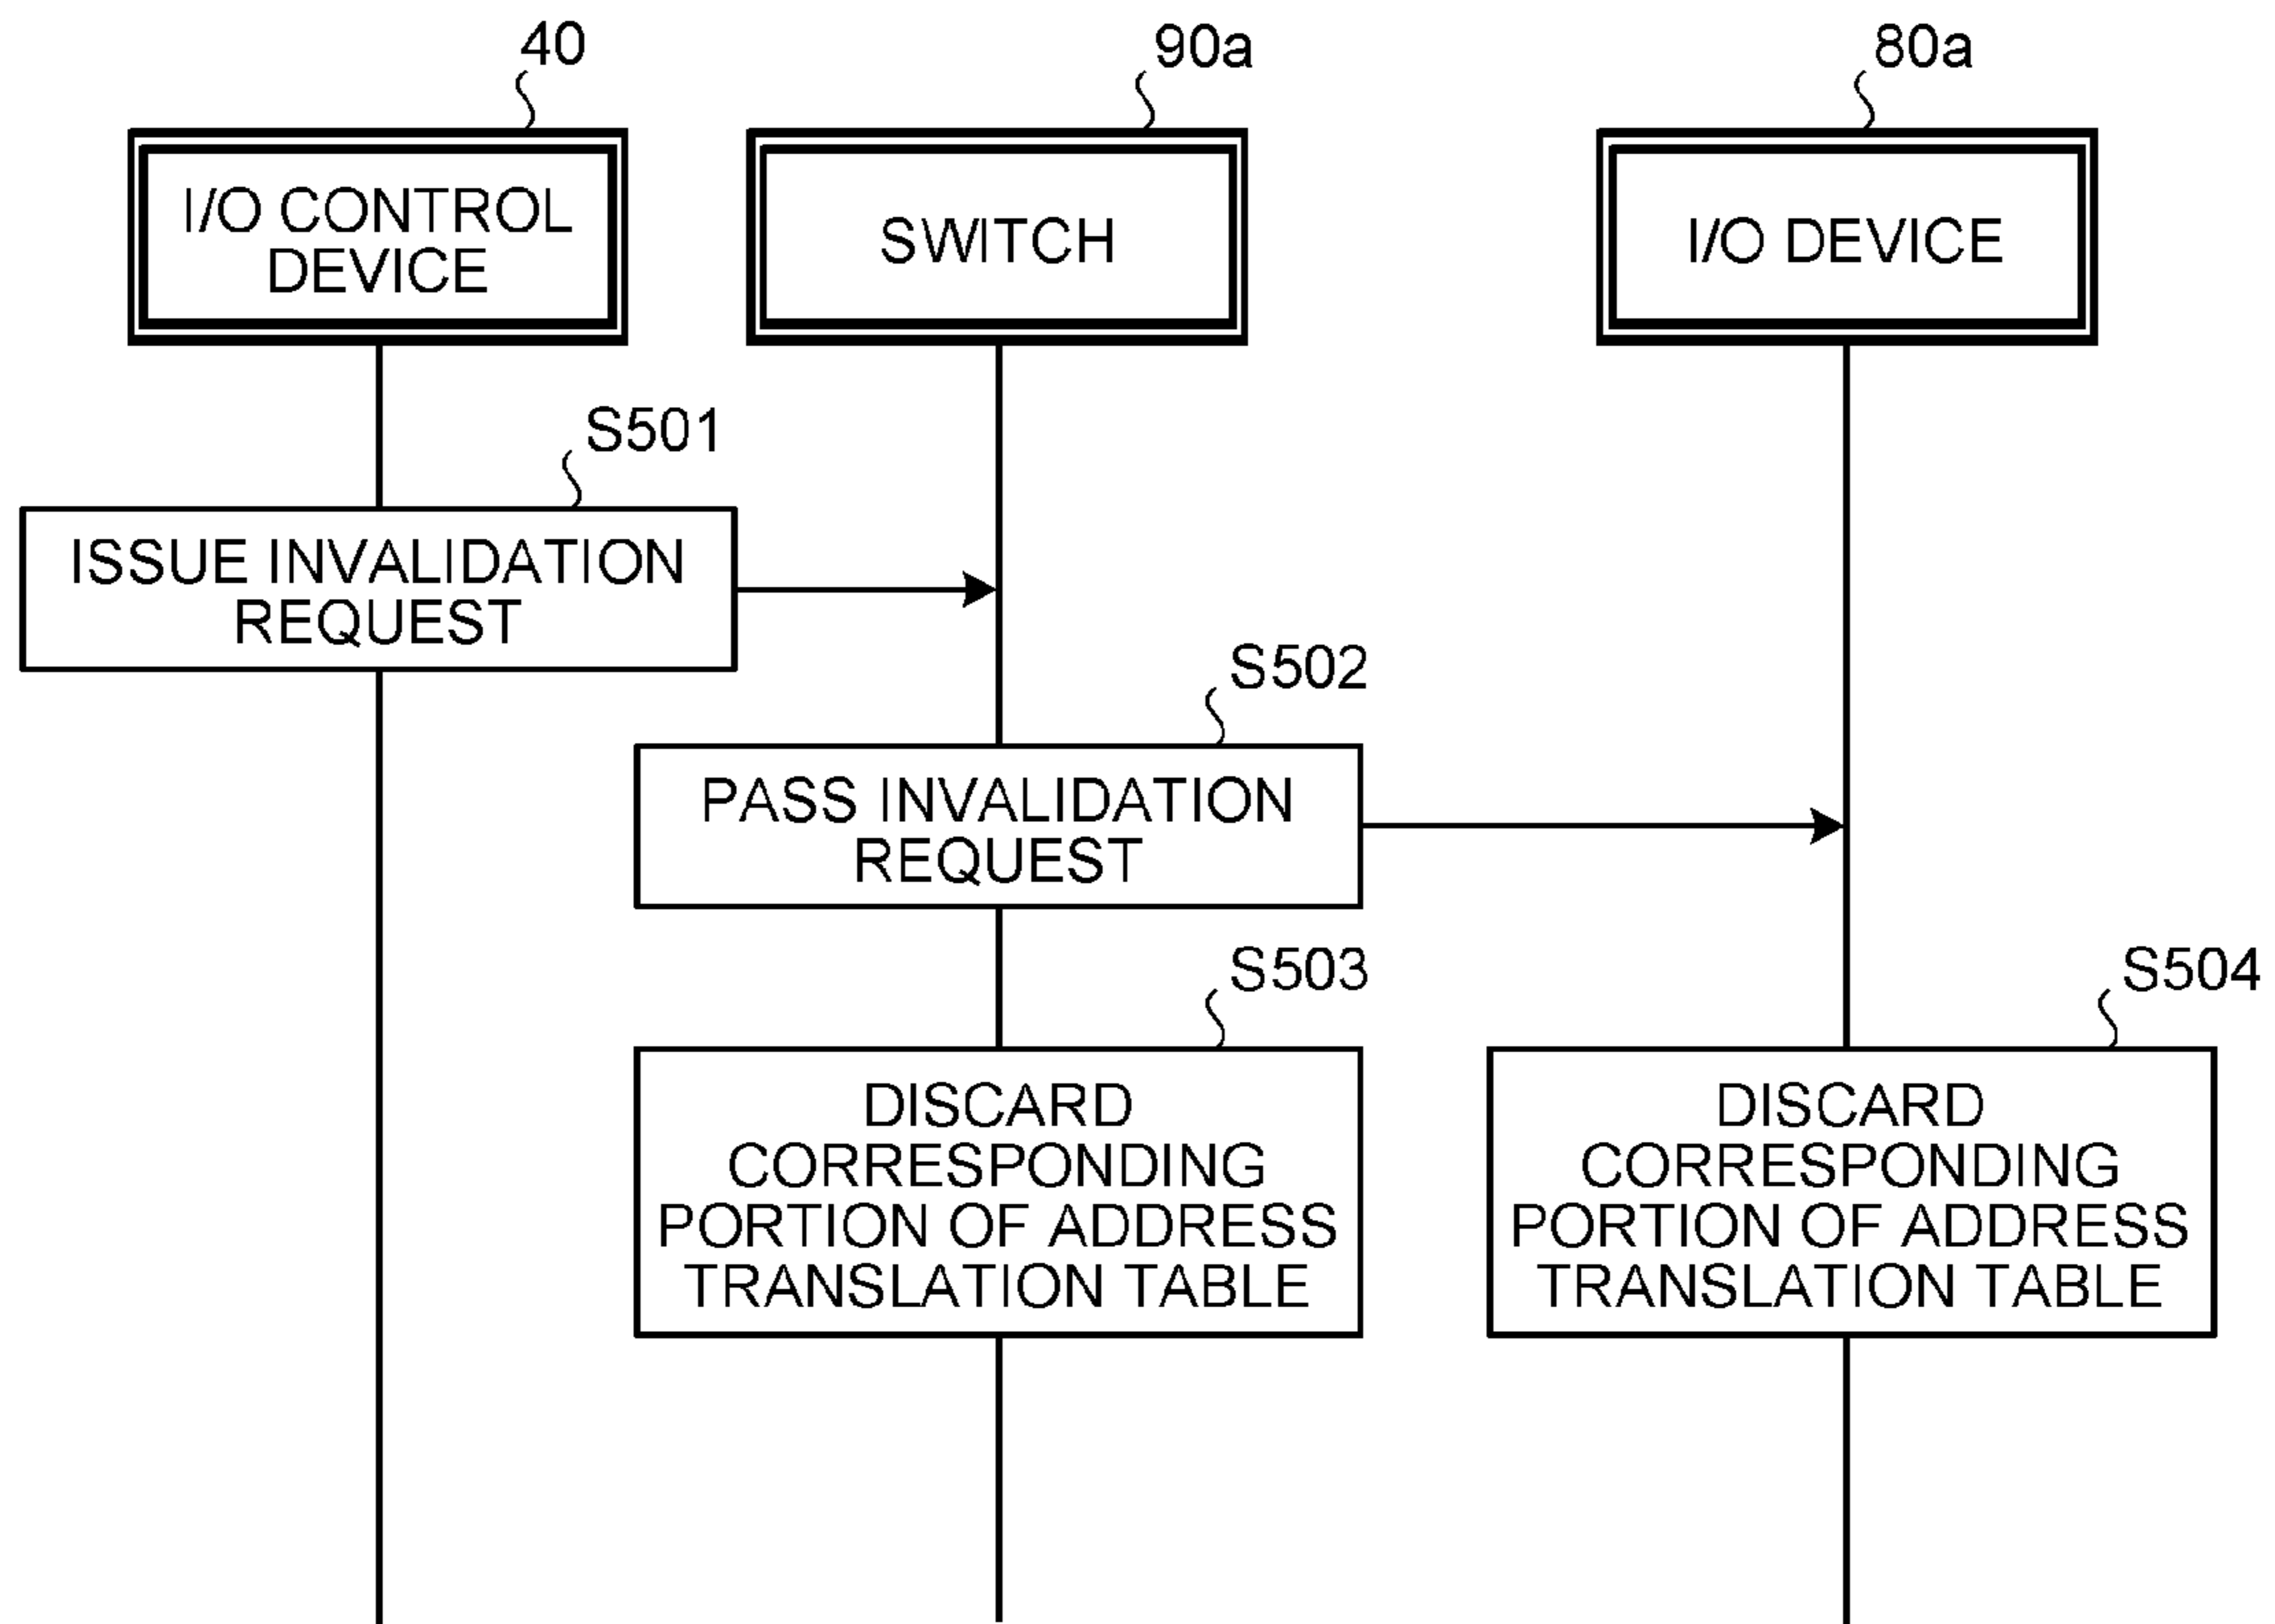 40
90a
80a
I/O CONTROL
DEVICE
SWITCH
I/O DEVICE
S501
ISSUE INVALIDATION
REQUEST
S502
PASS INVALIDATION
REQUEST
S503
DISCARD
CORRESPONDING
PORTION OF ADDRESS
TRANSLATION TABLE
S504
DISCARD
CORRESPONDING
PORTION OF ADDRESS
TRANSLATION TABLE